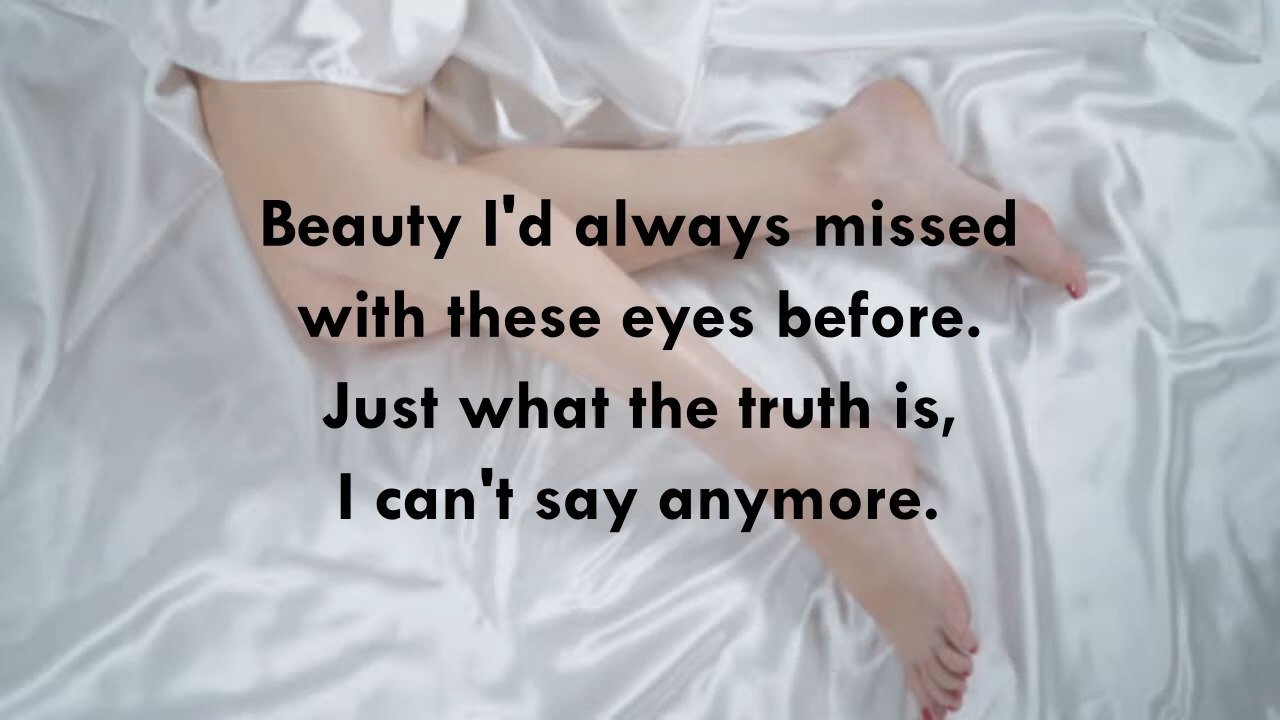 Beauty I'd always missed
with these eyes before.
Just what the truth is,
I can't say anymore.